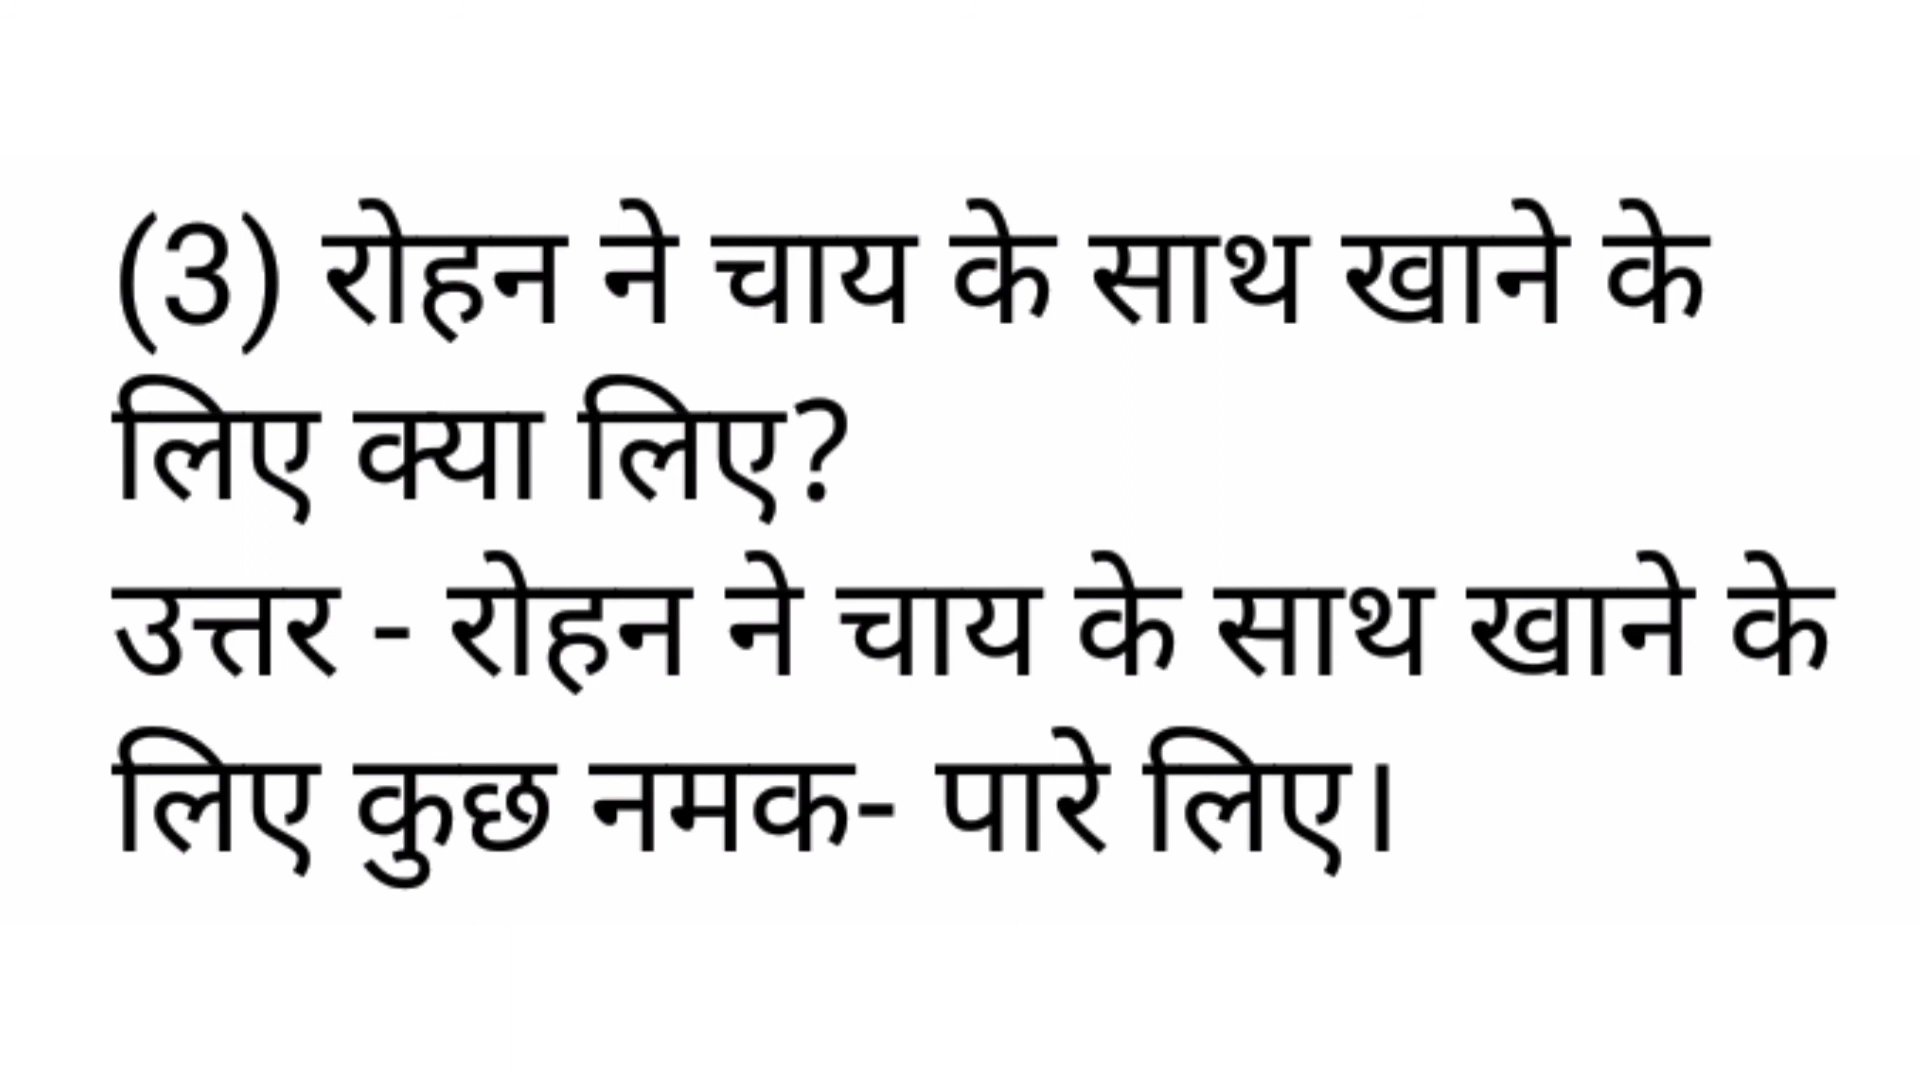 (3) रोहन ने चाय के साथ खाने के
लिए क्या लिए?
उत्तर - रोहन ने चाय के साथ खाने के
लिए कुछ नमक- पारे लिए।